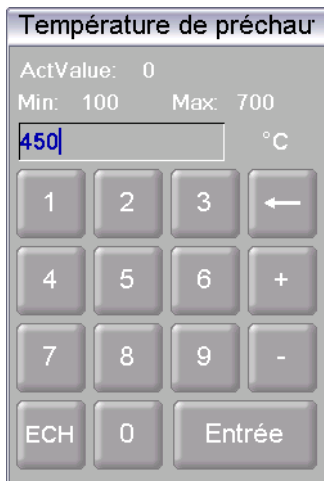 Température de préchau
ActValue: 0
Min: 100 Max: 700
450 °C
1 2 3 ←
4 5 6 +
7 8 9 -
ECH 0 Entrée